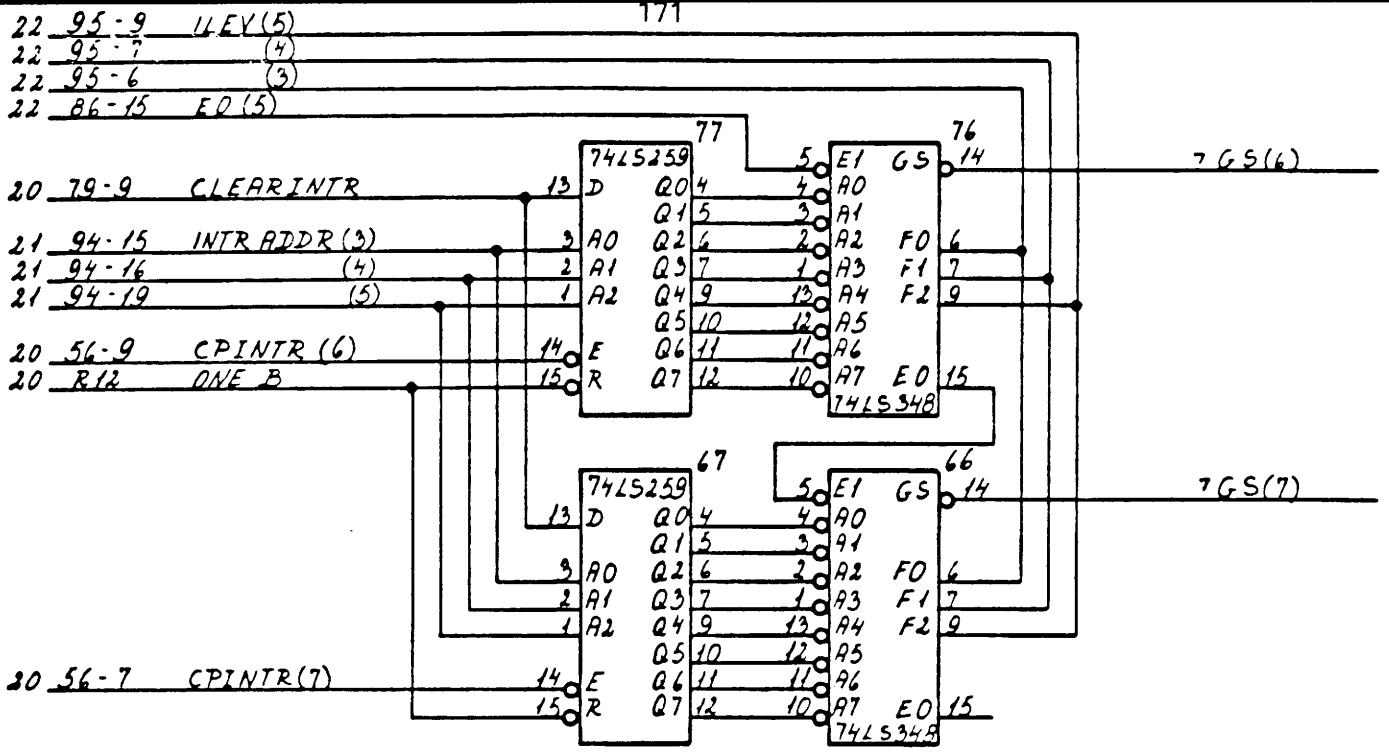 171
22 95-9 ILEV(5)
22 95-7 (4)
22 95-6 (3)
22 86-15 EO(5)
77
76
74LS259
5 E1 GS 14 ¬GS(6)
20 79-9 CLEARINTR 13 D Q0 4 4 A0
Q1 5 3 A1
21 94-15 INTRADDR(3) 3 A0 Q2 6 2 A2 F0 6
21 94-16 (4) 2 A1 Q3 7 1 A3 F1 7
21 94-19 (5) 1 A2 Q4 9 13 A4 F2 9
Q5 10 12 A5
20 56-9 CPINTR(6) 14 E Q6 11 11 A6
20 R12 ONE B 15 R Q7 12 10 A7 EO 15
74LS348
67
66
74LS259
5 E1 GS 14 ¬GS(7)
13 D Q0 4 4 A0
Q1 5 3 A1
3 A0 Q2 6 2 A2 F0 6
2 A1 Q3 7 1 A3 F1 7
1 A2 Q4 9 13 A4 F2 9
Q5 10 12 A5
20 56-7 CPINTR(7) 14 E Q6 11 11 A6
15 R Q7 12 10 A7 EO 15
74LS348